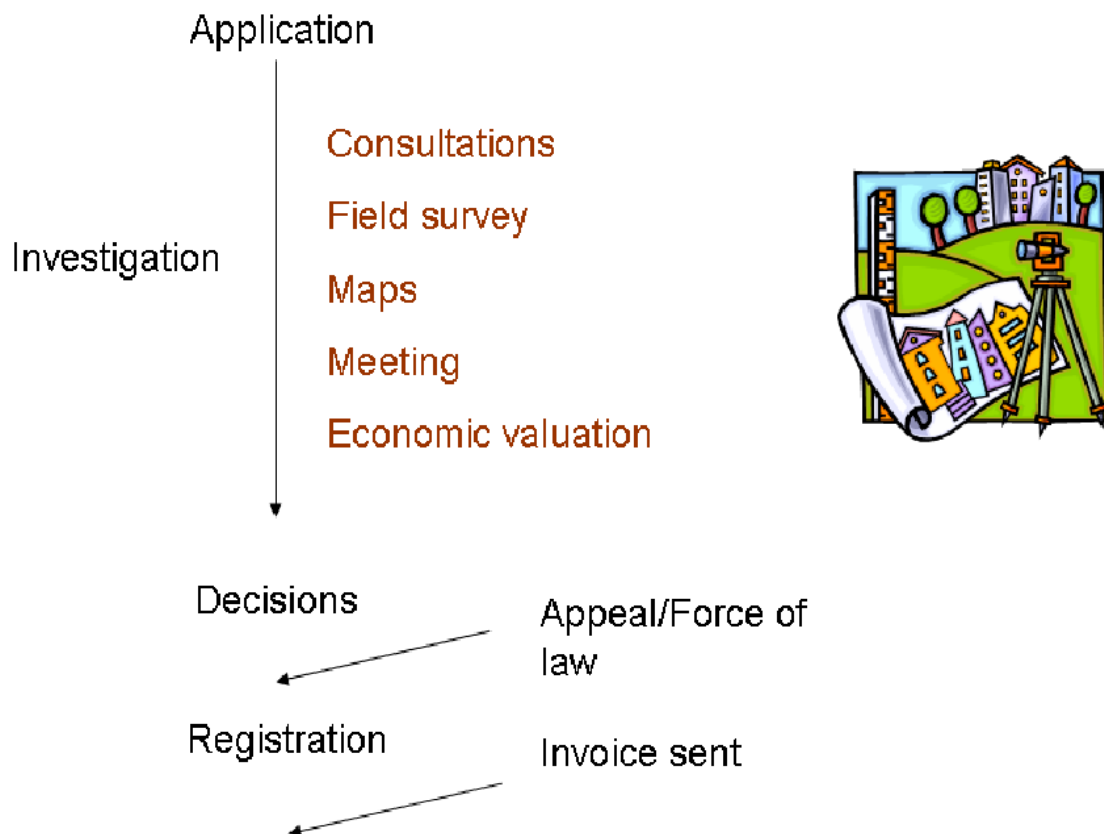 Application
Consultations
Field survey
Investigation
Maps
Meeting
Economic valuation
Decisions
Appeal/Force of
law
Registration
Invoice sent